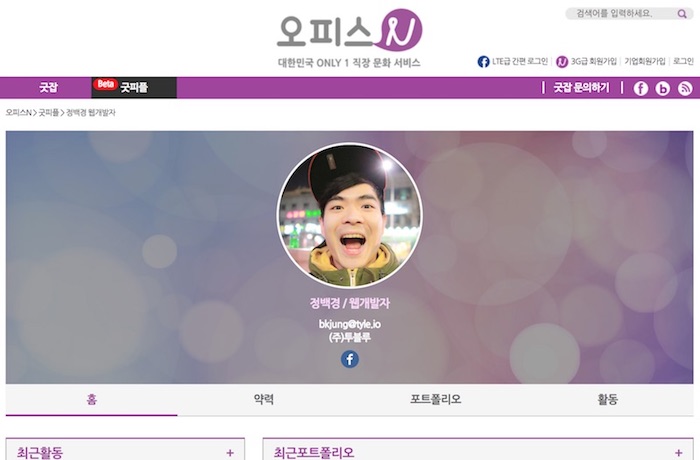 오피스N
대한민국 ONLY 1 직장 문화 서비스
검색어를 입력하세요.
f LTE급 간편 로그인 N 3G급 회원가입 기업회원가입 로그인
굿잡 Beta 굿피플 굿잡 문의하기 f b
오피스N > 굿피플 > 정백경 웹개발자
정백경 / 웹개발자
bkjung@tyle.io
(주)투블루
f
홈 약력 포트폴리오 활동
최근활동 + 최근포트폴리오 +